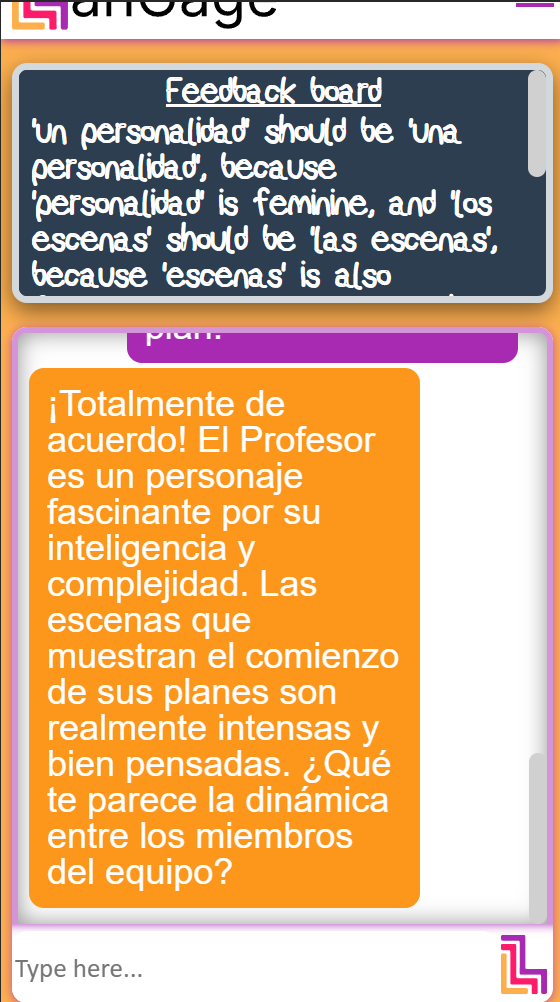 Feedback board
'un personalidad' should be 'una
personalidad', because
'personalidad' is feminine, and 'los
escenas' should be 'las escenas',
because 'escenas' is also
plan.
¡Totalmente de
acuerdo! El Profesor
es un personaje
fascinante por su
inteligencia y
complejidad. Las
escenas que
muestran el comienzo
de sus planes son
realmente intensas y
bien pensadas. ¿Qué
te parece la dinámica
entre los miembros
del equipo?
Type here...